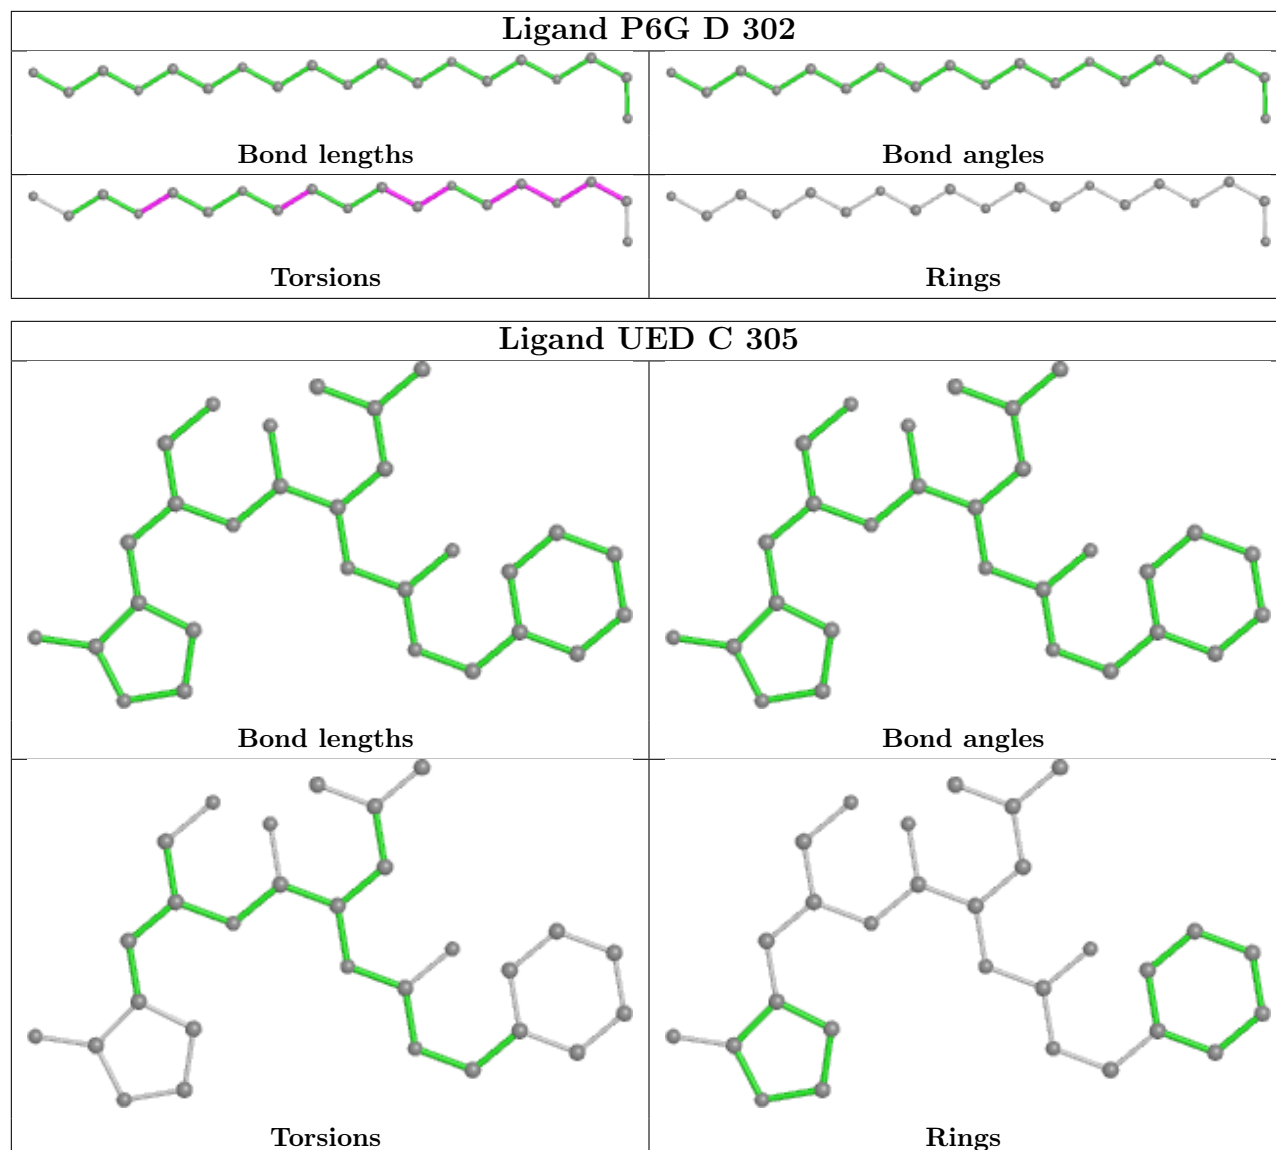 Ligand P6G D 302
Bond lengths
Bond angles
Torsions
Rings
Ligand UED C 305
Bond lengths
Bond angles
Torsions
Rings